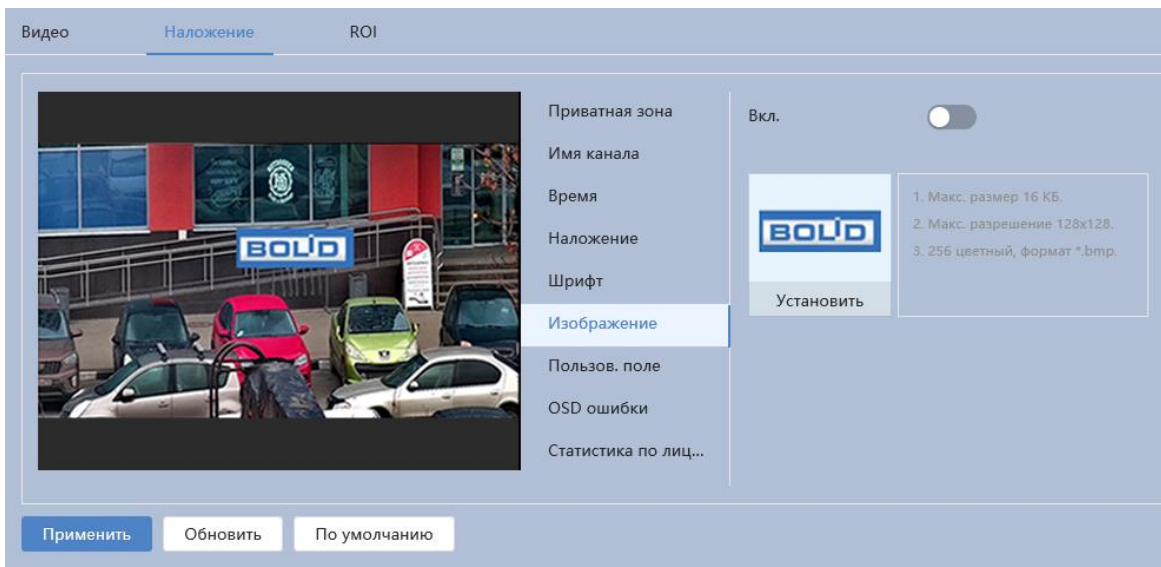 Видео
Наложение
ROI
BOLID
Приватная зона
Имя канала
Время
Наложение
Шрифт
Изображение
Пользов. поле
OSD ошибки
Статистика по лиц...
Вкл.
BOLID
Установить
1. Макс. размер 16 КБ.
2. Макс. разрешение 128x128.
3. 256 цветный, формат *.bmp.
Применить
Обновить
По умолчанию